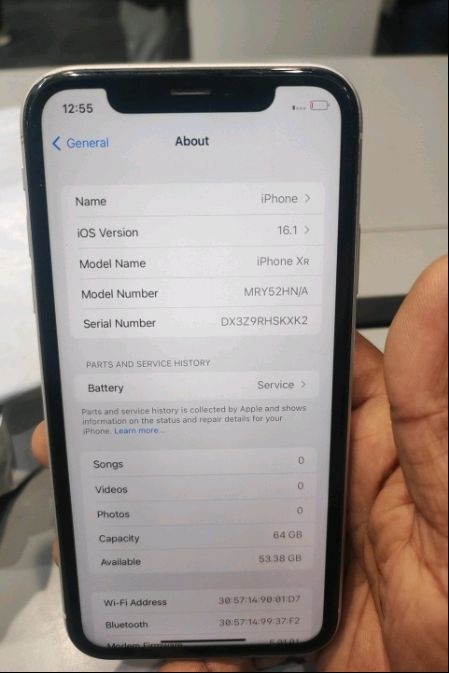 12:55
General
About
Name iPhone
iOS Version 16.1
Model Name iPhone XR
Model Number MRY52HN/A
Serial Number DX3Z9RHSKXK2
PARTS AND SERVICE HISTORY
Battery Service
Parts and service history is collected by Apple and shows
information on the status and repair details for your
iPhone. Learn more...
Songs 0
Videos 0
Photos 0
Capacity 64 GB
Available 53.38 GB
Wi-Fi Address 30:57:14:90:01:D7
Bluetooth 30:57:14:99:37:F2
Modem Firmware 5.01.01